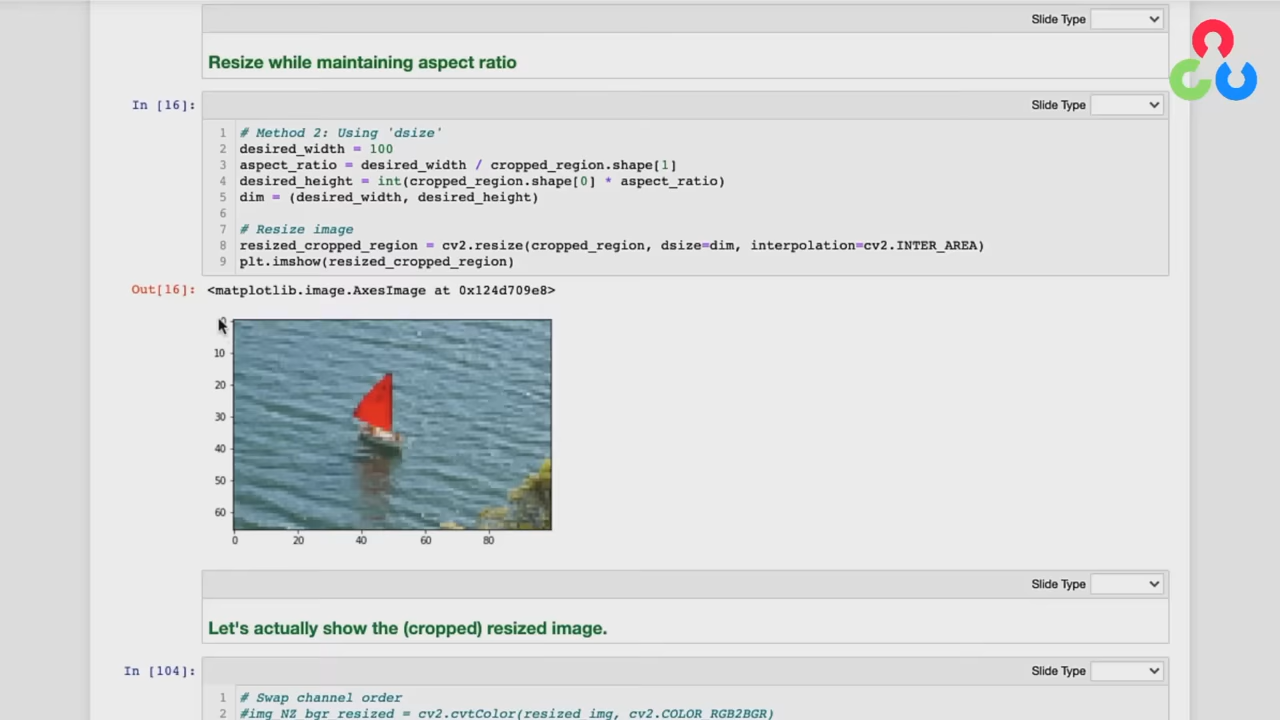 Slide Type
Resize while maintaining aspect ratio
In [16]:
Slide Type
1 # Method 2: Using 'dsize'
2 desired_width = 100
3 aspect_ratio = desired_width / cropped_region.shape[1]
4 desired_height = int(cropped_region.shape[0] * aspect_ratio)
5 dim = (desired_width, desired_height)
6
7 # Resize image
8 resized_cropped_region = cv2.resize(cropped_region, dsize=dim, interpolation=cv2.INTER_AREA)
9 plt.imshow(resized_cropped_region)
Out[16]: <matplotlib.image.AxesImage at 0x124d709e8>
0
10
20
30
40
50
60
0 20 40 60 80
Slide Type
Let's actually show the (cropped) resized image.
In [104]:
Slide Type
1 # Swap channel order
2 #img_NZ_bgr_resized = cv2.cvtColor(resized_img, cv2.COLOR_RGB2BGR)